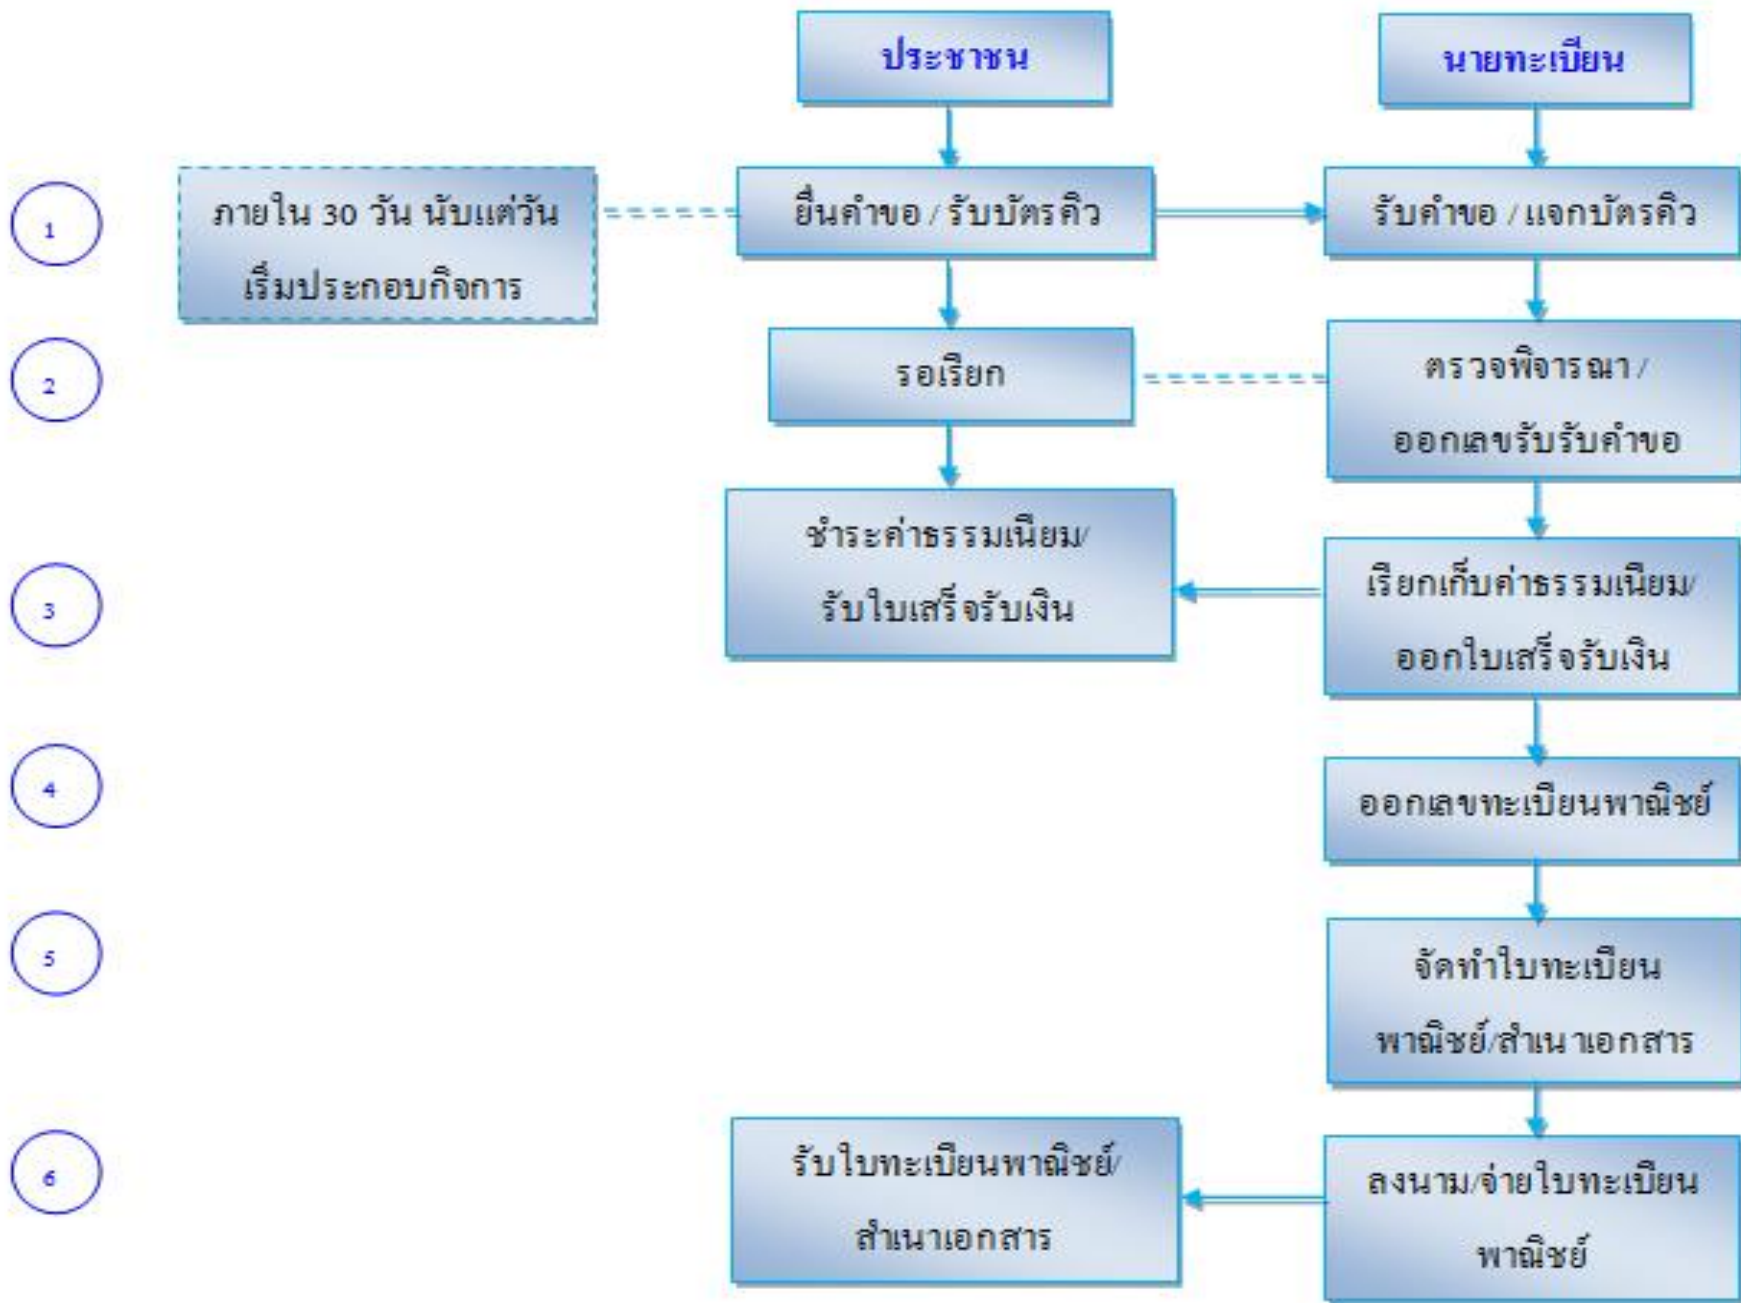 ประชาชน
นายทะเบียน
1
ภายใน 30 วัน นับแต่วัน
เริ่มประกอบกิจการ
ยื่นคำขอ / รับบัตรคิว
รับคำขอ / แจกบัตรคิว
2
รอเรียก
ตรวจพิจารณา /
ออกเลขรับรับคำขอ
3
ชำระค่าธรรมเนียม/
รับใบเสร็จรับเงิน
เรียกเก็บค่าธรรมเนียม/
ออกใบเสร็จรับเงิน
4
ออกเลขทะเบียนพาณิชย์
5
จัดทำใบทะเบียน
พาณิชย์/สำเนาเอกสาร
6
รับใบทะเบียนพาณิชย์/
สำเนาเอกสาร
ลงนาม/จ่ายใบทะเบียน
พาณิชย์